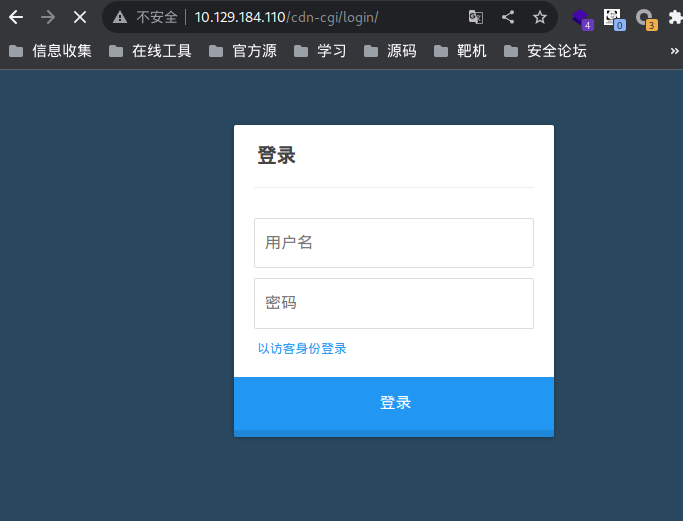 不安全 10.129.184.110/cdn-cgi/login/
4 0 3
信息收集 在线工具 官方源 学习 源码 靶机 安全论坛 »
登录
用户名
密码
以访客身份登录
登录